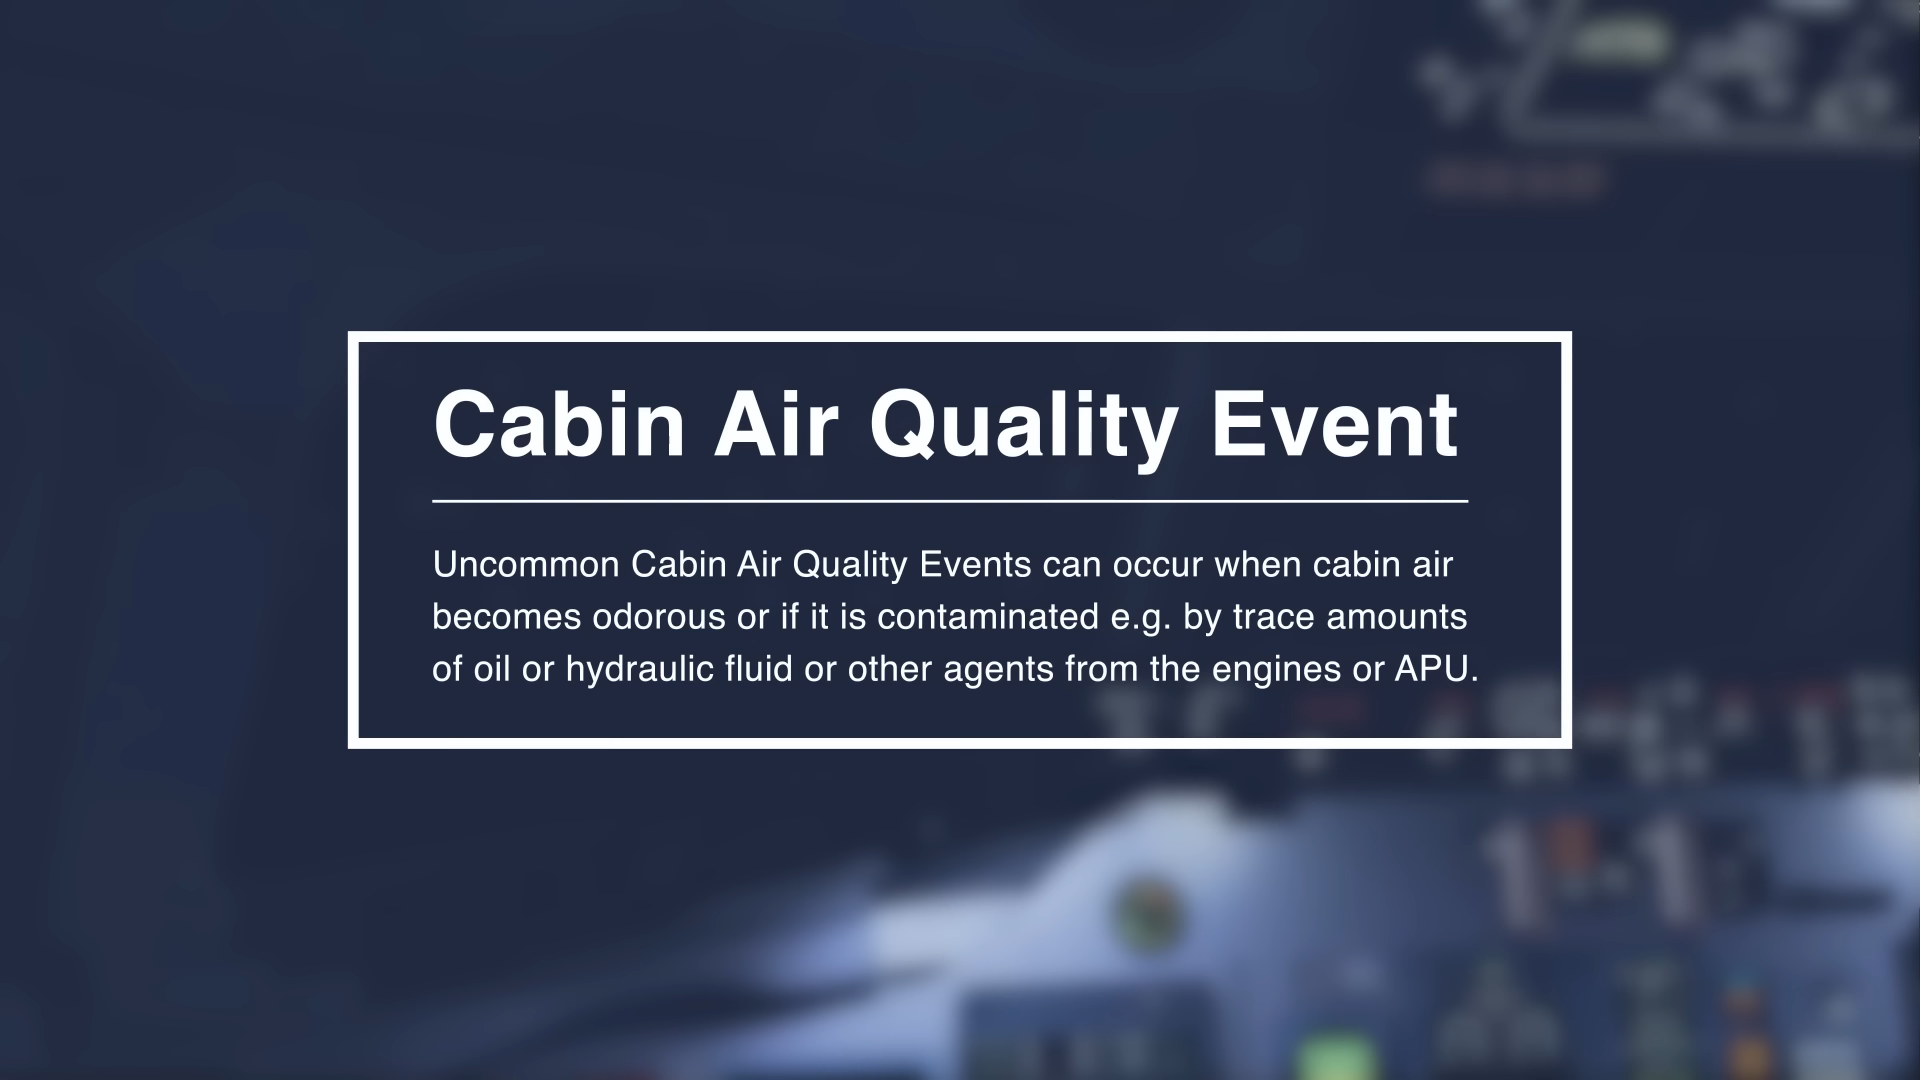 Cabin Air Quality Event
Uncommon Cabin Air Quality Events can occur when cabin air
becomes odorous or if it is contaminated e.g. by trace amounts
of oil or hydraulic fluid or other agents from the engines or APU.